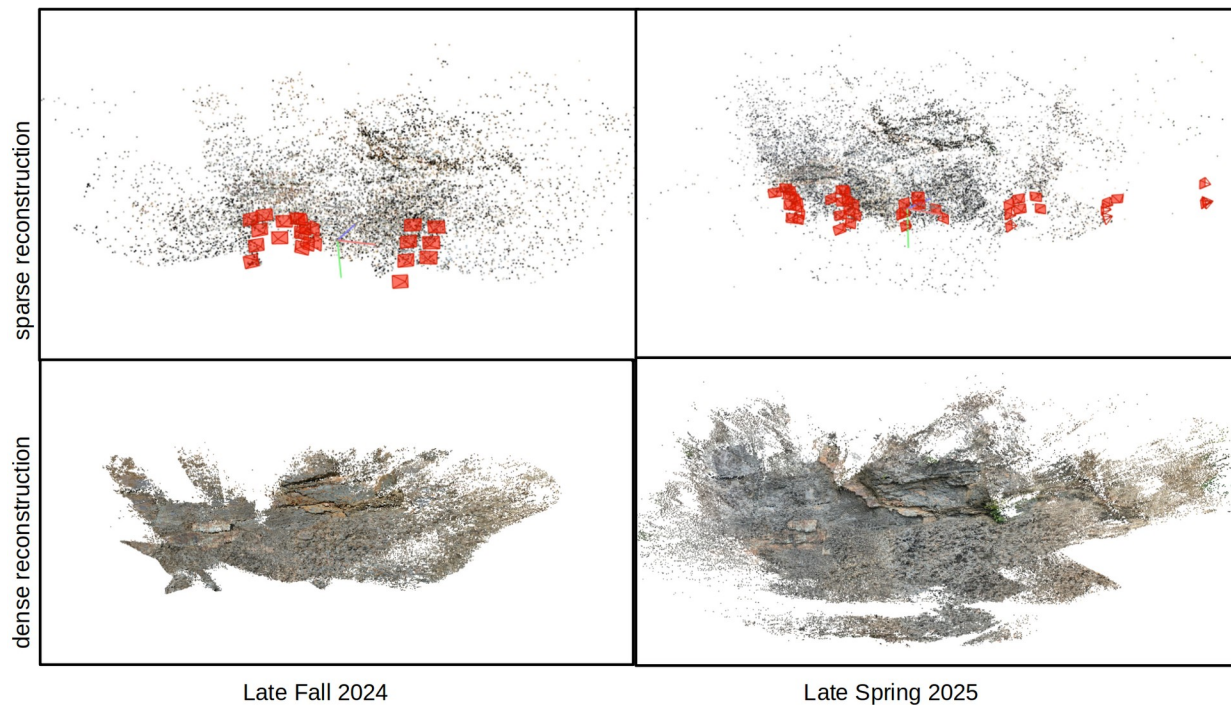 sparse reconstruction
dense reconstruction
Late Fall 2024
Late Spring 2025